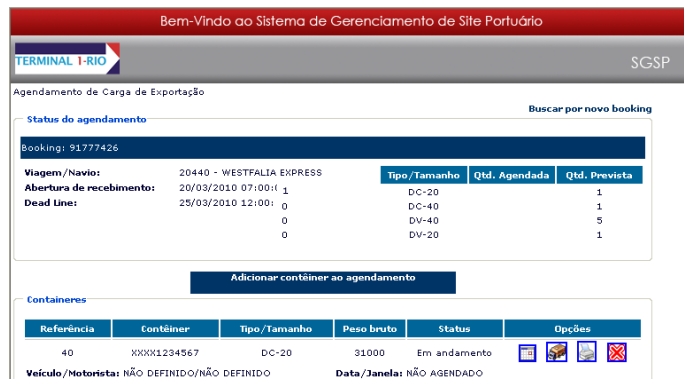 Bem-Vindo ao Sistema de Gerenciamento de Site Portuário
TERMINAL 1-RIO
SGSP
Agendamento de Carga de Exportação
Buscar por novo booking
Status do agendamento
Booking: 91777426
Viagem/Navio: 20440 - WESTFALIA EXPRESS
Abertura de recebimento: 20/03/2010 07:00:(
Dead Line: 25/03/2010 12:00:
Tipo/Tamanho Qtd. Agendada Qtd. Prevista
1 DC-20 1
0 DC-40 1
0 DV-40 5
0 DV-20 1
Adicionar contêiner ao agendamento
Containeres
Referência Contêiner Tipo/Tamanho Peso bruto Status Opções
40 XXXX1234567 DC-20 31000 Em andamento
Veículo/Motorista: NÃO DEFINIDO/NÃO DEFINIDO Data/Janela: NÃO AGENDADO